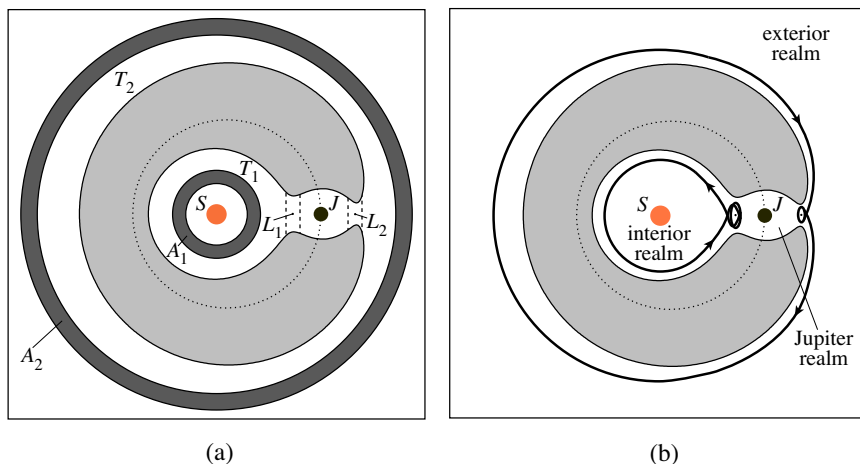 T2
T1
S
J
L1
L2
A1
A2
(a)
exterior
realm
S
J
interior
realm
Jupiter
realm
(b)